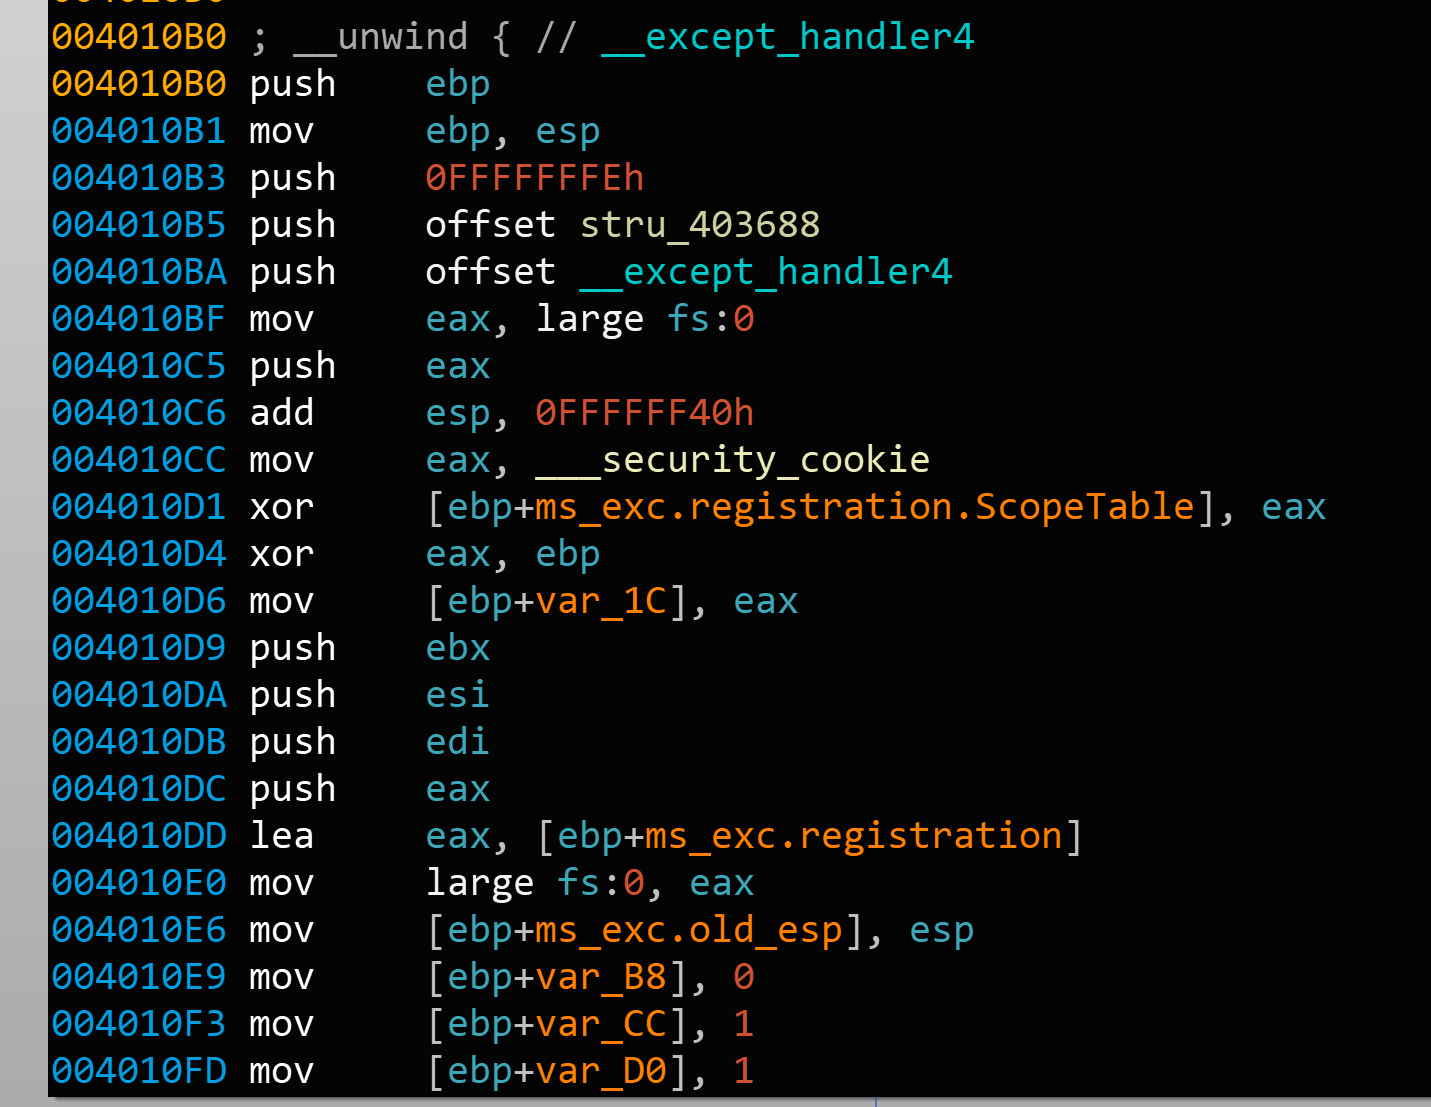 004010B0 ; __unwind { // __except_handler4
004010B0 push    ebp
004010B1 mov     ebp, esp
004010B3 push    0FFFFFFFEh
004010B5 push    offset stru_403688
004010BA push    offset __except_handler4
004010BF mov     eax, large fs:0
004010C5 push    eax
004010C6 add     esp, 0FFFFFF40h
004010CC mov     eax, ___security_cookie
004010D1 xor     [ebp+ms_exc.registration.ScopeTable], eax
004010D4 xor     eax, ebp
004010D6 mov     [ebp+var_1C], eax
004010D9 push    ebx
004010DA push    esi
004010DB push    edi
004010DC push    eax
004010DD lea     eax, [ebp+ms_exc.registration]
004010E0 mov     large fs:0, eax
004010E6 mov     [ebp+ms_exc.old_esp], esp
004010E9 mov     [ebp+var_B8], 0
004010F3 mov     [ebp+var_CC], 1
004010FD mov     [ebp+var_D0], 1